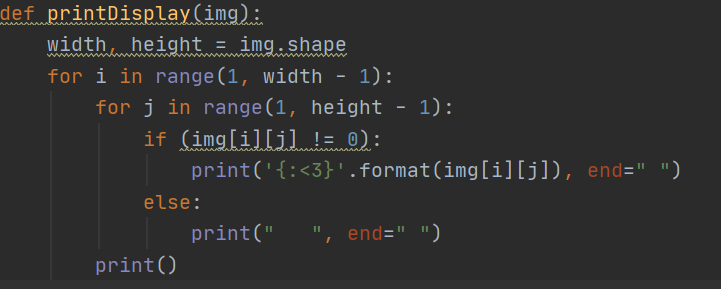 def printDisplay(img):
    width, height = img.shape
    for i in range(1, width - 1):
        for j in range(1, height - 1):
            if (img[i][j] != 0):
                print('{:<3}'.format(img[i][j]), end=" ")
            else:
                print("   ", end=" ")
        print()